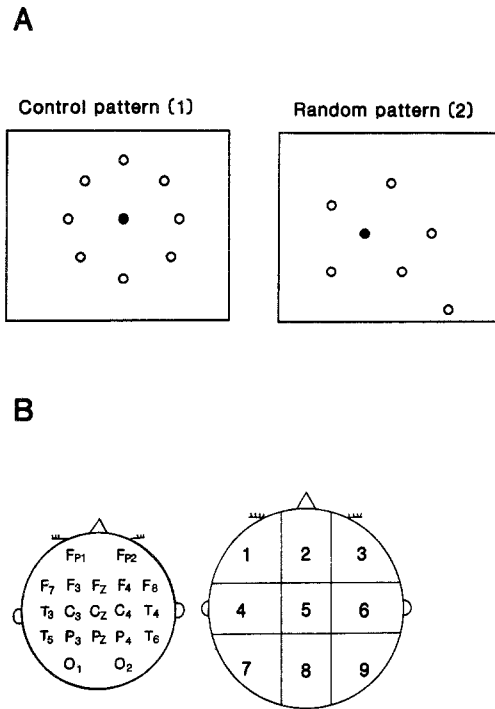 A
Control pattern (1)
Random pattern (2)
B
FP1 FP2
F7 F3 FZ F4 F8
T3 C3 CZ C4 T4
T5 P3 PZ P4 T6
O1 O2
1 2 3
4 5 6
7 8 9